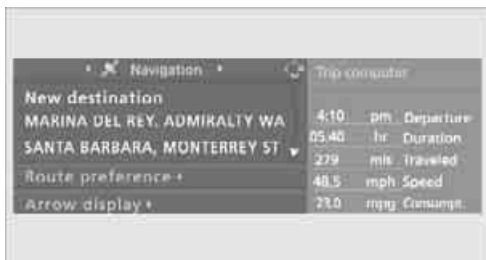 Navigation
New destination
MARINA DEL REY, ADMIRALTY WA
SANTA BARBARA, MONTERREY ST
Route preference
Arrow display
Trip computer
4:10 pm Departure
05.40 hr Duration
279 mls Traveled
48.5 mph Speed
23.0 mpg Consumpt.